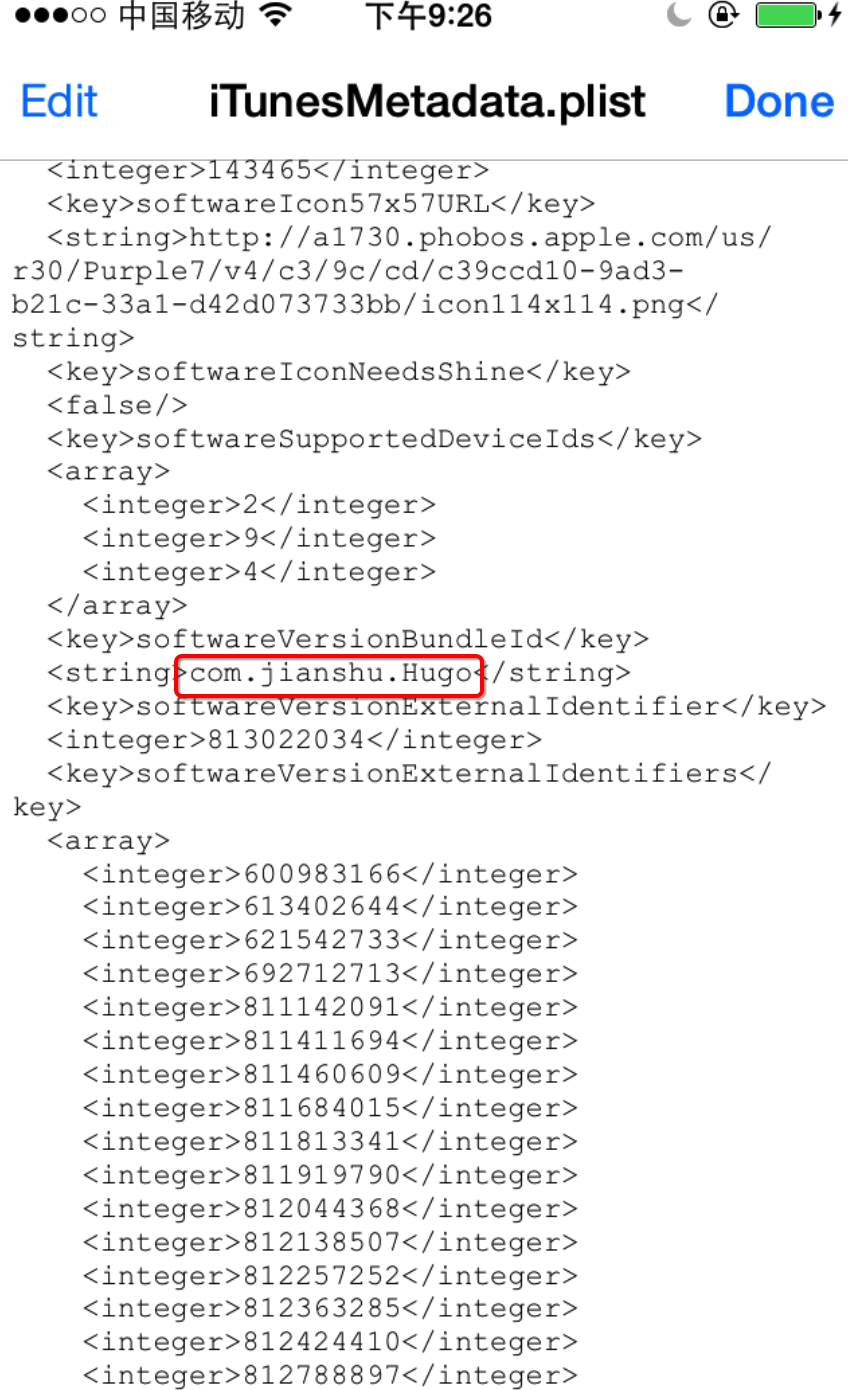 中国移动 下午9:26
Edit iTunesMetadata.plist Done
<integer>143465</integer>
<key>softwareIcon57x57URL</key>
<string>http://a1730.phobos.apple.com/us/
r30/Purple7/v4/c3/9c/cd/c39ccd10-9ad3-
b21c-33a1-d42d073733bb/icon114x114.png</
string>
<key>softwareIconNeedsShine</key>
<false/>
<key>softwareSupportedDeviceIds</key>
<array>
<integer>2</integer>
<integer>9</integer>
<integer>4</integer>
</array>
<key>softwareVersionBundleId</key>
<string>com.jianshu.Hugo</string>
<key>softwareVersionExternalIdentifier</key>
<integer>813022034</integer>
<key>softwareVersionExternalIdentifiers</
key>
<array>
<integer>600983166</integer>
<integer>613402644</integer>
<integer>621542733</integer>
<integer>692712713</integer>
<integer>811142091</integer>
<integer>811411694</integer>
<integer>811460609</integer>
<integer>811684015</integer>
<integer>811813341</integer>
<integer>811919790</integer>
<integer>812044368</integer>
<integer>812138507</integer>
<integer>812257252</integer>
<integer>812363285</integer>
<integer>812424410</integer>
<integer>812788897</integer>